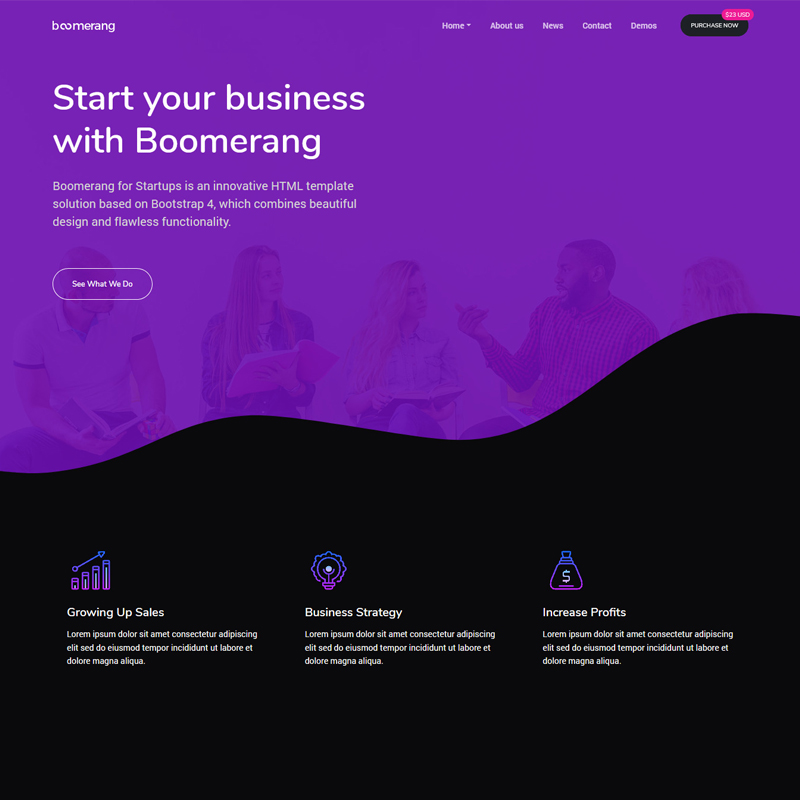 boomerang
Home
About us
News
Contact
Demos
$23 USD
PURCHASE NOW
Start your business
with Boomerang
Boomerang for Startups is an innovative HTML template
solution based on Bootstrap 4, which combines beautiful
design and flawless functionality.
See What We Do
$
Growing Up Sales
Lorem ipsum dolor sit amet consectetur adipiscing
elit sed do eiusmod tempor incididunt ut labore et
dolore magna aliqua.
Business Strategy
Lorem ipsum dolor sit amet consectetur adipiscing
elit sed do eiusmod tempor incididunt ut labore et
dolore magna aliqua.
Increase Profits
Lorem ipsum dolor sit amet consectetur adipiscing
elit sed do eiusmod tempor incididunt ut labore et
dolore magna aliqua.